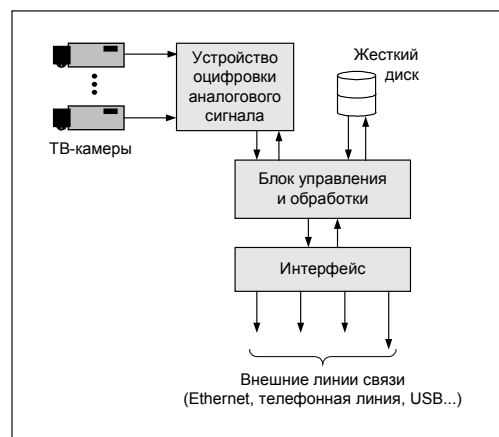 Устройство
оцифровки
аналогового
сигнала
Жесткий
диск
ТВ-камеры
Блок управления
и обработки
Интерфейс
Внешние линии связи
(Ethernet, телефонная линия, USB...)